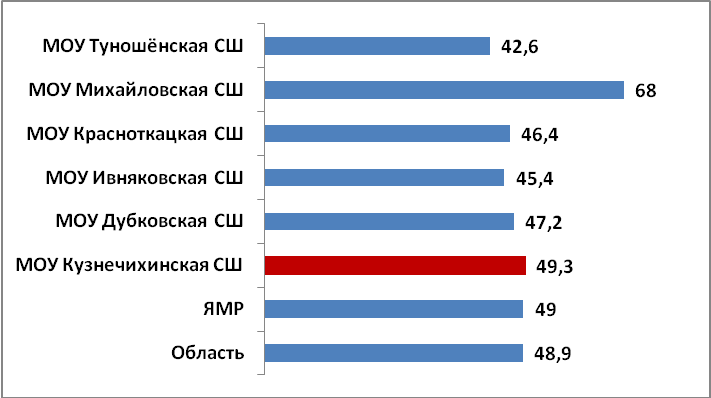 МОУ Туношёнская СШ 42,6
МОУ Михайловская СШ 68
МОУ Красноткацкая СШ 46,4
МОУ Ивняковская СШ 45,4
МОУ Дубковская СШ 47,2
МОУ Кузнечихинская СШ 49,3
ЯМР 49
Область 48,9